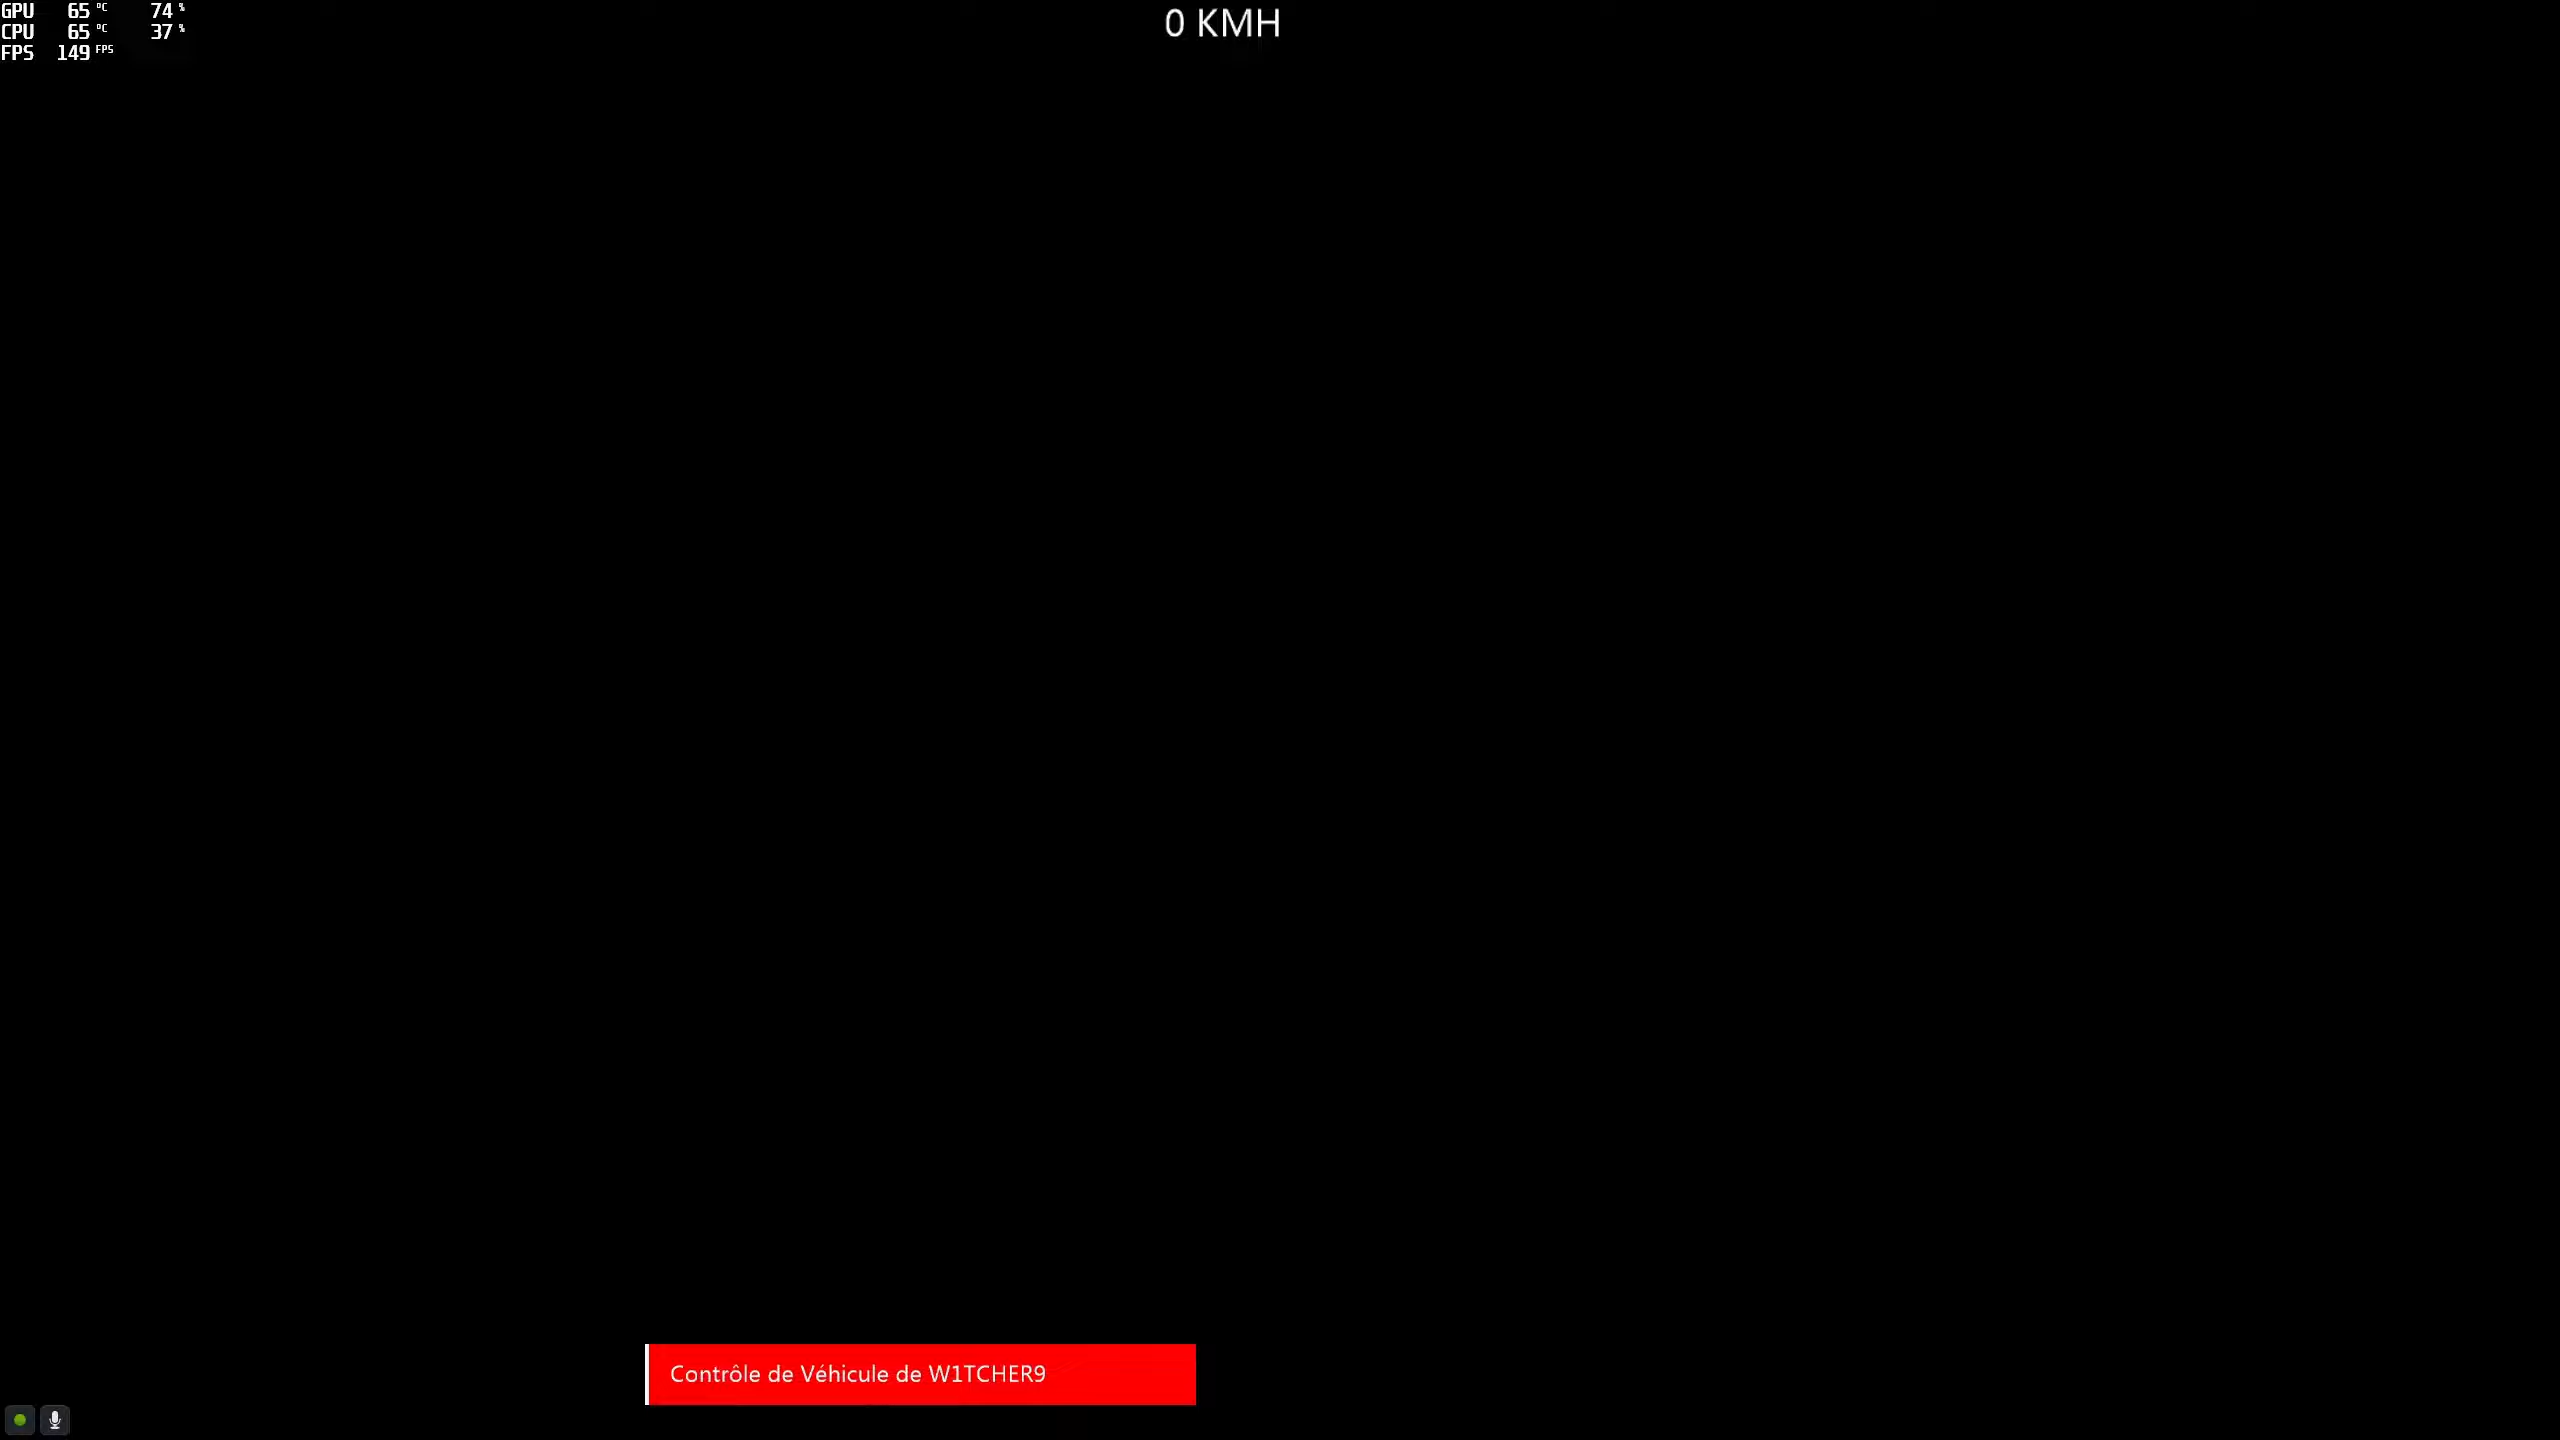 GPU 65 °C 74 %
0 KMH
CPU 65 °C 37 %
FPS 149 FPS
Contrôle de Véhicule de W1TCHER9